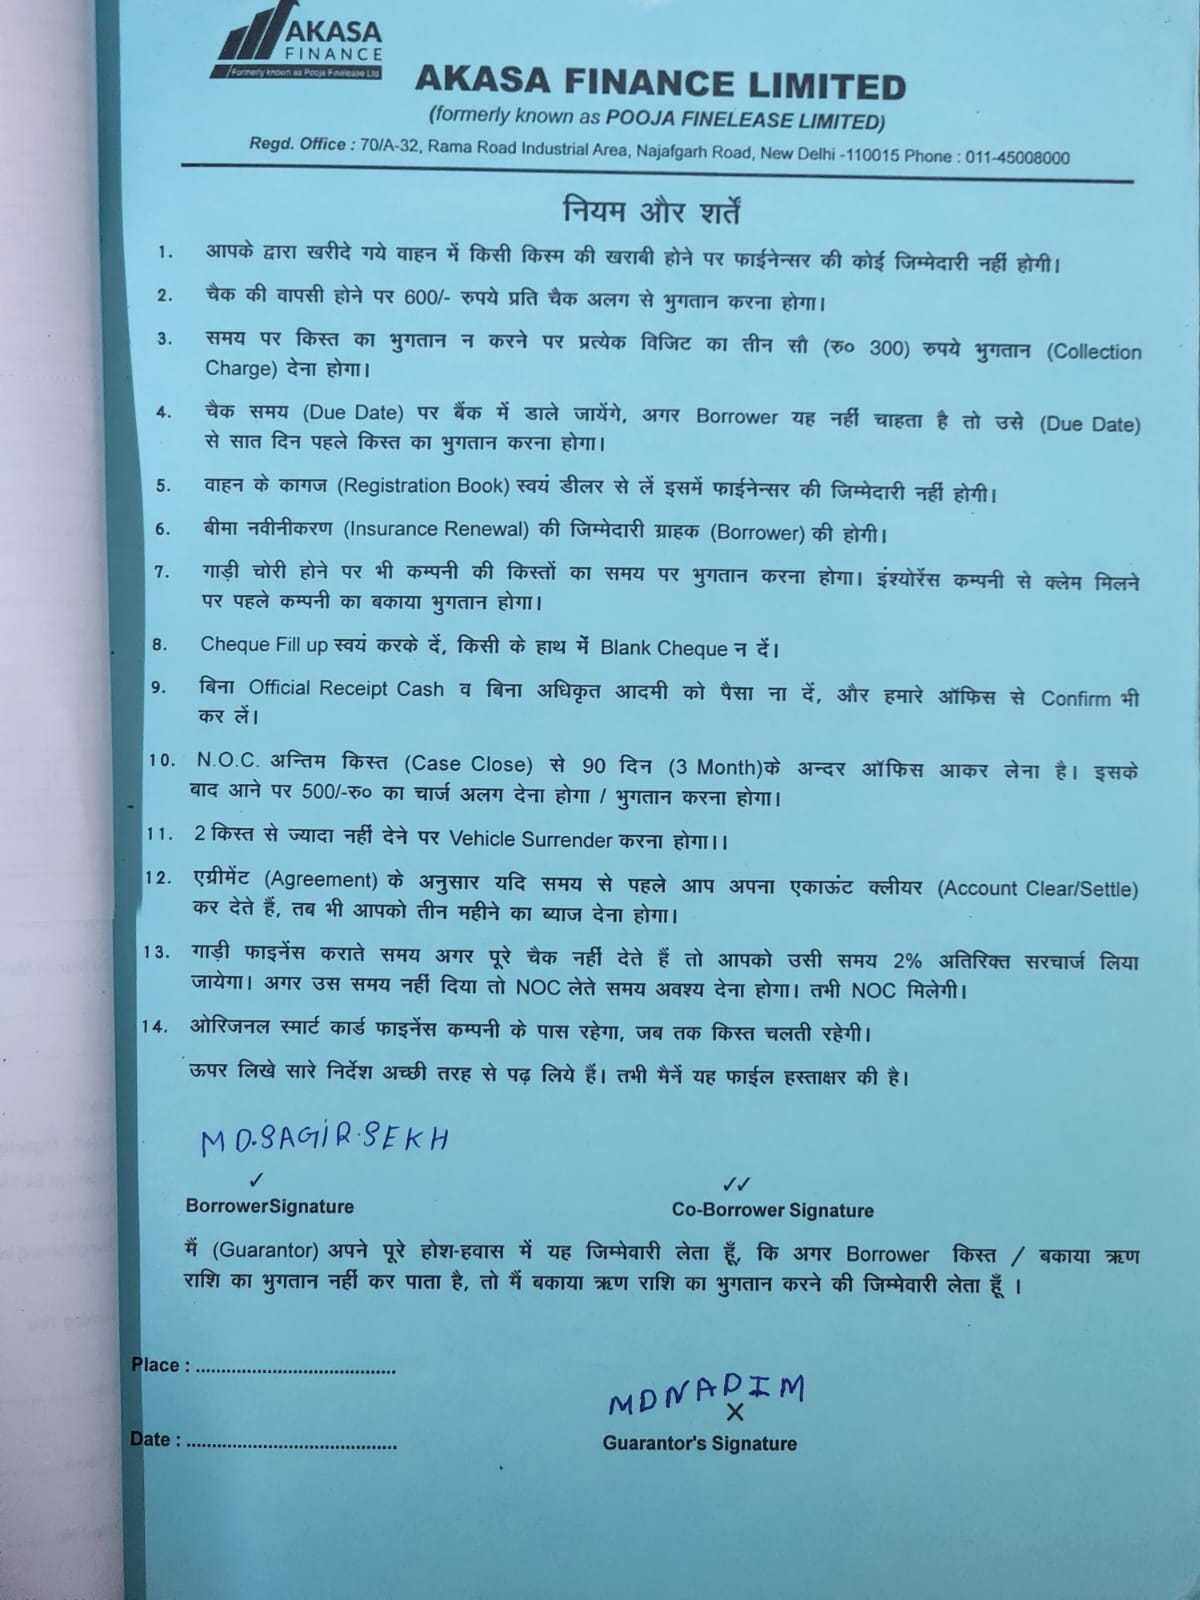 AKASA
FINANCE
Formerly known as Pooja Finelease Ltd
AKASA FINANCE LIMITED
(formerly known as POOJA FINELEASE LIMITED)
Regd. Office : 70/A-32, Rama Road Industrial Area, Najafgarh Road, New Delhi -110015 Phone : 011-45008000
नियम और शर्तें
1. आपके द्वारा खरीदे गये वाहन में किसी किस्म की खराबी होने पर फाईनेन्सर की कोई जिम्मेदारी नहीं होगी।
2. चैक की वापसी होने पर 600/- रुपये प्रति चैक अलग से भुगतान करना होगा।
3. समय पर किस्त का भुगतान न करने पर प्रत्येक विजिट का तीन सौ (रु० 300) रुपये भुगतान (Collection
Charge) देना होगा।
4. चैक समय (Due Date) पर बैंक में डाले जायेंगे, अगर Borrower यह नहीं चाहता है तो उसे (Due Date)
से सात दिन पहले किस्त का भुगतान करना होगा।
5. वाहन के कागज (Registration Book) स्वयं डीलर से लें इसमें फाईनेन्सर की जिम्मेदारी नहीं होगी।
6. बीमा नवीनीकरण (Insurance Renewal) की जिम्मेदारी ग्राहक (Borrower) की होगी।
7. गाड़ी चोरी होने पर भी कम्पनी की किस्तों का समय पर भुगतान करना होगा। इंश्योरेंस कम्पनी से क्लेम मिलने
पर पहले कम्पनी का बकाया भुगतान होगा।
8. Cheque Fill up स्वयं करके दें, किसी के हाथ में Blank Cheque न दें।
9. बिना Official Receipt Cash व बिना अधिकृत आदमी को पैसा ना दें, और हमारे ऑफिस से Confirm भी
कर लें।
10. N.O.C. अन्तिम किस्त (Case Close) से 90 दिन (3 Month)के अन्दर ऑफिस आकर लेना है। इसके
बाद आने पर 500/-रु० का चार्ज अलग देना होगा / भुगतान करना होगा।
11. 2 किस्त से ज्यादा नहीं देने पर Vehicle Surrender करना होगा।।
12. एग्रीमेंट (Agreement) के अनुसार यदि समय से पहले आप अपना एकाऊंट क्लीयर (Account Clear/Settle)
कर देते हैं, तब भी आपको तीन महीने का ब्याज देना होगा।
13. गाड़ी फाइनेंस कराते समय अगर पूरे चैक नहीं देते हैं तो आपको उसी समय 2% अतिरिक्त सरचार्ज लिया
जायेगा। अगर उस समय नहीं दिया तो NOC लेते समय अवश्य देना होगा। तभी NOC मिलेगी।
14. ओरिजनल स्मार्ट कार्ड फाइनेंस कम्पनी के पास रहेगा, जब तक किस्त चलती रहेगी।
ऊपर लिखे सारे निर्देश अच्छी तरह से पढ़ लिये हैं। तभी मैनें यह फाईल हस्ताक्षर की है।
MD.SAGIR.SEKH
✓ ✓✓
BorrowerSignature Co-Borrower Signature
मैं (Guarantor) अपने पूरे होश-हवास में यह जिम्मेवारी लेता हूँ, कि अगर Borrower किस्त / बकाया ऋण
राशि का भुगतान नहीं कर पाता है, तो मैं बकाया ऋण राशि का भुगतान करने की जिम्मेवारी लेता हूँ ।
Place : ......................................
MDNADIM
X
Date : ........................................
Guarantor's Signature